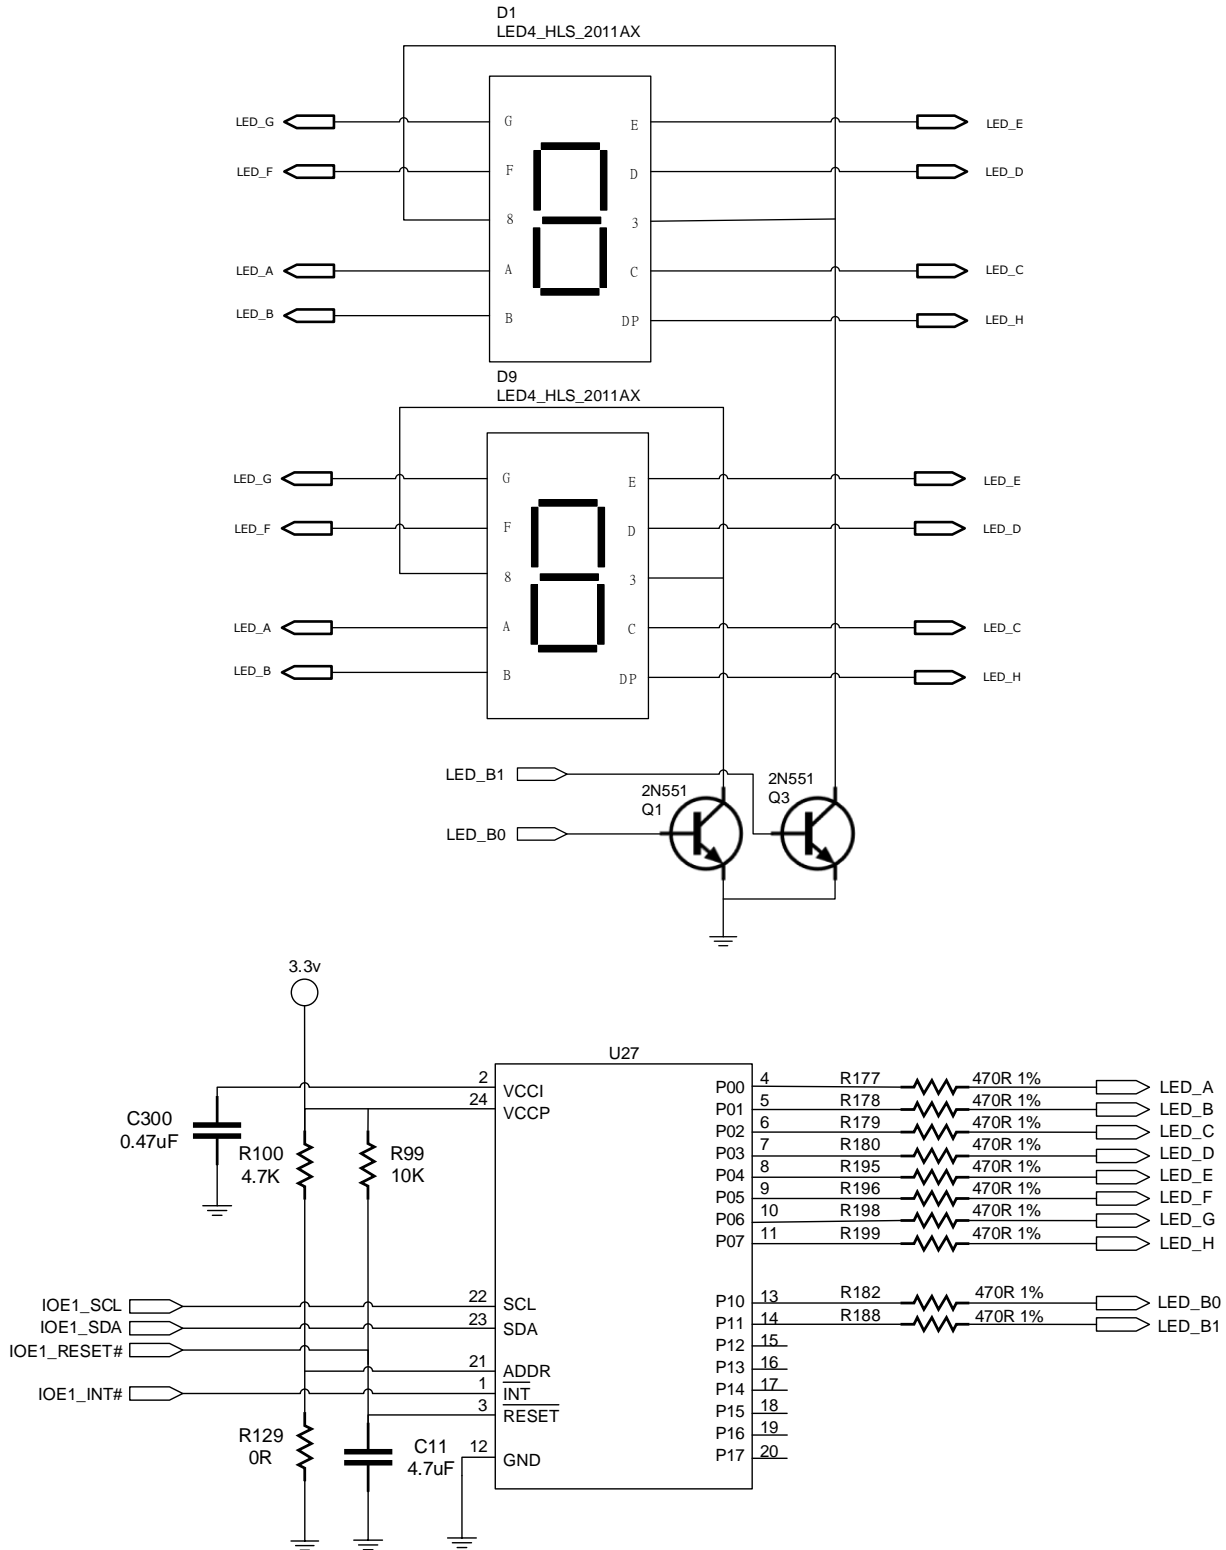 D1
LED4_HLS_2011AX
LED_G
G
E
LED_E
LED_F
F
D
LED_D
8
3
LED_A
A
C
LED_C
LED_B
B
DP
LED_H
D9
LED4_HLS_2011AX
LED_G
G
E
LED_E
LED_F
F
D
LED_D
8
3
LED_A
A
C
LED_C
LED_B
B
DP
LED_H
LED_B1
2N551
Q1
2N551
Q3
LED_B0
3.3v
U27
2
VCCI
24
VCCP
C300
0.47uF
R100
4.7K
R99
10K
P00
4
R177
470R 1%
LED_A
P01
5
R178
470R 1%
LED_B
P02
6
R179
470R 1%
LED_C
P03
7
R180
470R 1%
LED_D
P04
8
R195
470R 1%
LED_E
P05
9
R196
470R 1%
LED_F
P06
10
R198
470R 1%
LED_G
P07
11
R199
470R 1%
LED_H
IOE1_SCL
22
SCL
IOE1_SDA
23
SDA
IOE1_RESET#
21
ADDR
IOE1_INT#
1
INT
3
RESET
12
GND
P10
13
R182
470R 1%
LED_B0
P11
14
R188
470R 1%
LED_B1
P12
15
P13
16
P14
17
P15
18
P16
19
P17
20
R129
0R
C11
4.7uF